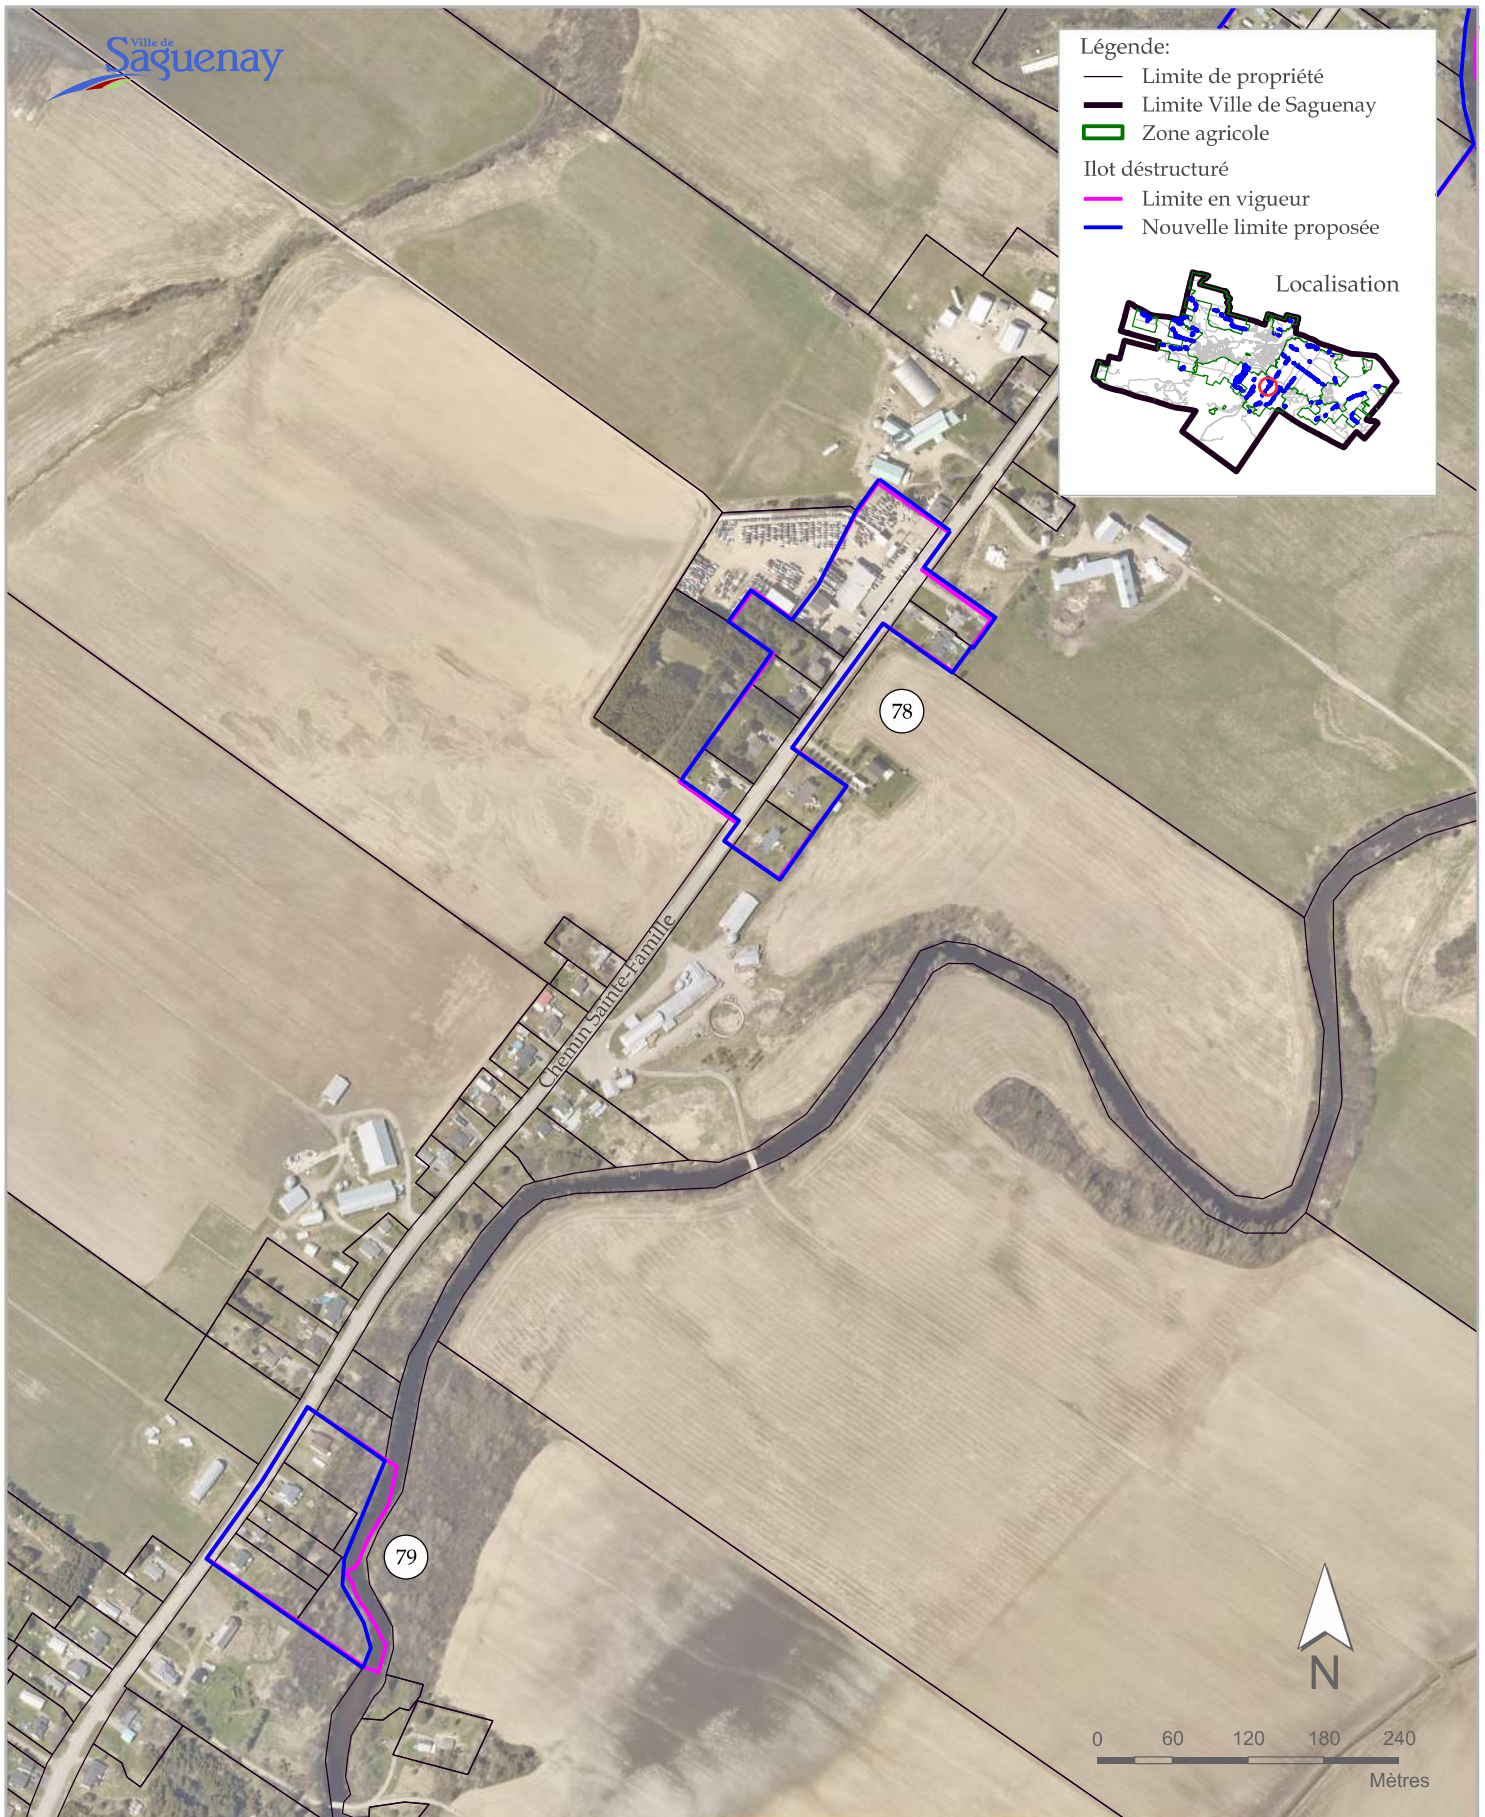 Ville de
Saguenay
Légende:
Limite de propriété
Limite Ville de Saguenay
Zone agricole
Ilot déstructuré
Limite en vigueur
Nouvelle limite proposée
Localisation
78
Chemin Sainte-Famille
79
N
0 60 120 180 240
Mètres